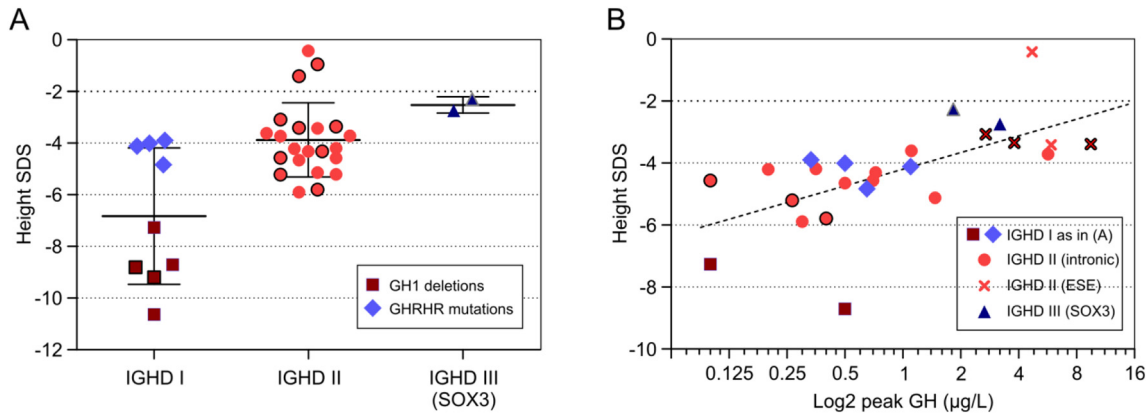 A
0
-2
-4
-6
-8
-10
-12
Height SDS
GH1 deletions
GHRHR mutations
IGHD I
IGHD II
IGHD III
(SOX3)
B
0
-2
-4
-6
-8
-10
Height SDS
IGHD I as in (A)
IGHD II (intronic)
IGHD II (ESE)
IGHD III (SOX3)
0.125
0.25
0.5
1
2
4
8
16
Log2 peak GH (µg/L)